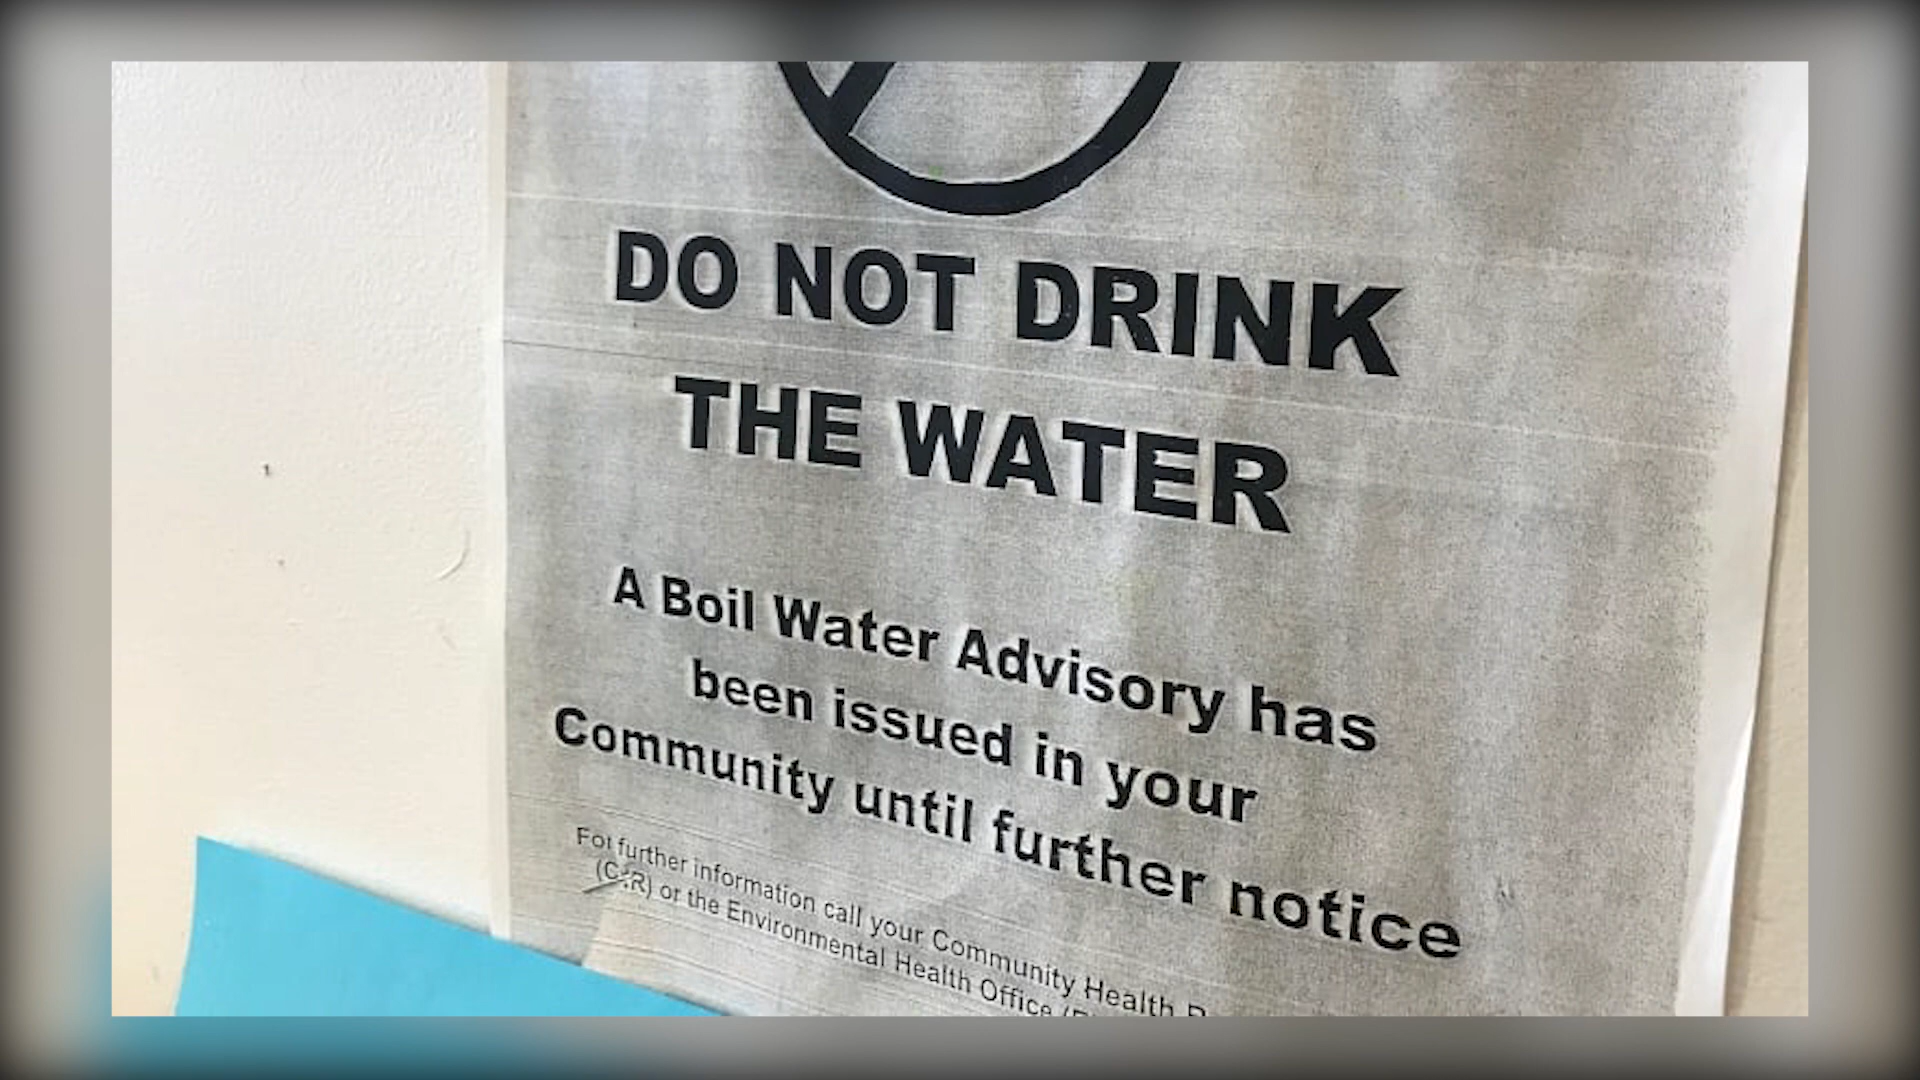 DO NOT DRINK
THE WATER
A Boil Water Advisory has
been issued in your
Community until further notice
For further information call your Community Health
or the Environmental Health Office